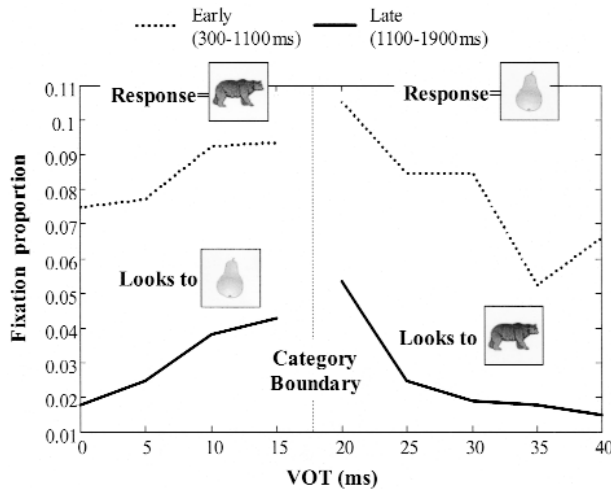 Early
(300-1100ms)
Late
(1100-1900ms)
0.11
0.1
0.09
0.08
0.07
0.06
0.05
0.04
0.03
0.02
0.01
Fixation proportion
Response=
Response=
Looks to
Looks to
Category
Boundary
0
5
10
15
20
25
30
35
40
VOT (ms)